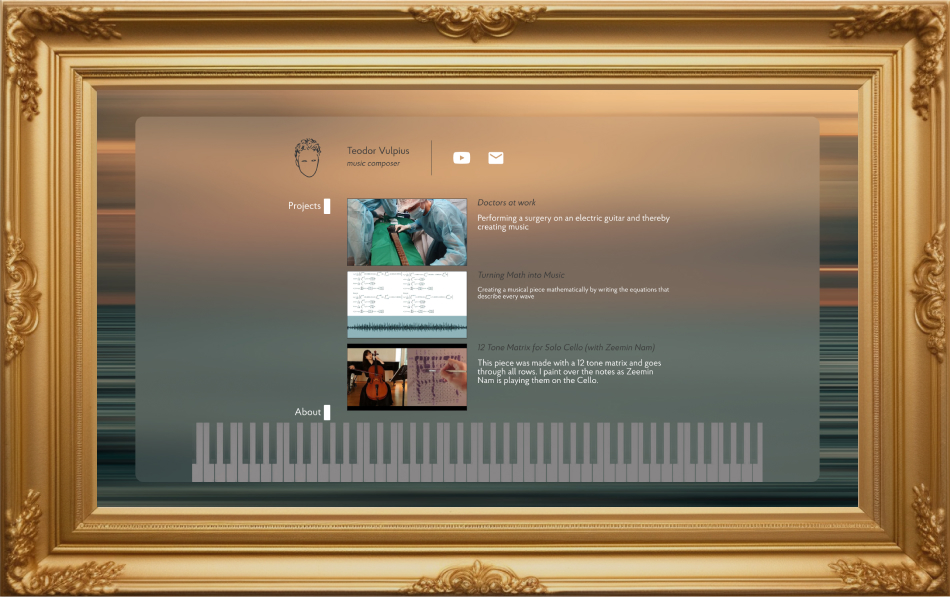 Teodor Vulpius
music composer
Projects
Doctors at work
Performing a surgery on an electric guitar and thereby
creating music
Turning Math into Music
Creating a musical piece mathematically by writing the equations that
describe every wave
12 Tone Matrix for Solo Cello (with Zeemin Nam)
This piece was made with a 12 tone matrix and goes
through all rows. I paint over the notes as Zeemin
Nam is playing them on the Cello.
About